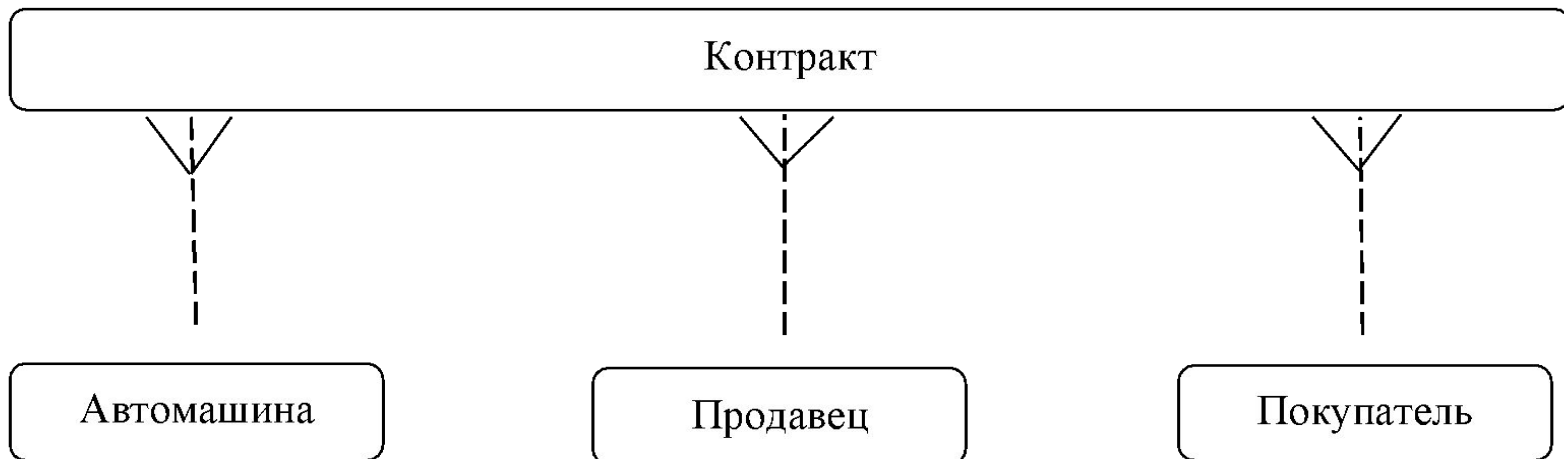 Контракт
Автомашина
Продавец
Покупатель